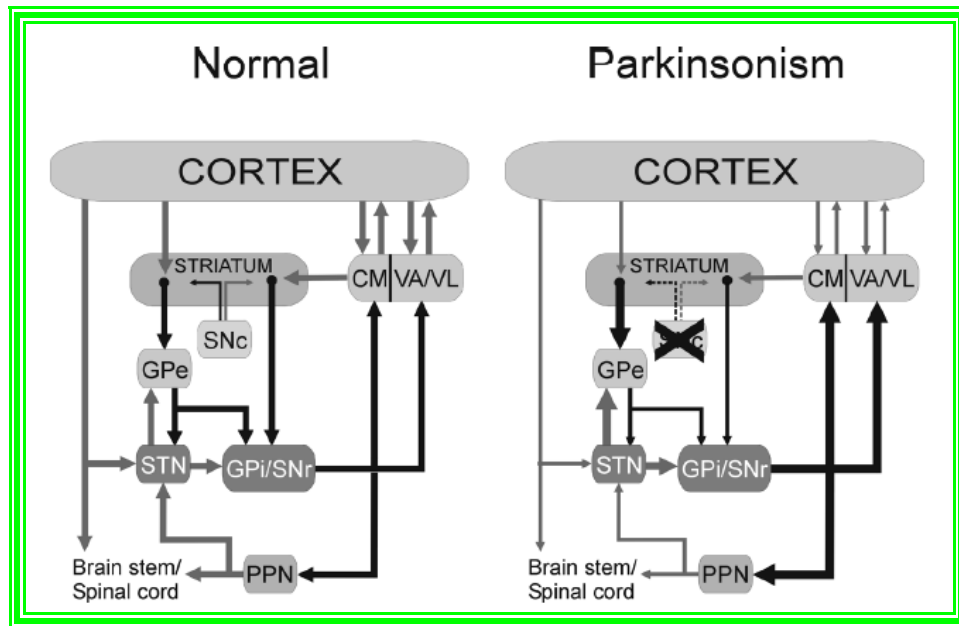 Normal
Parkinsonism
CORTEX
STRIATUM
CM
VA/VL
SNc
GPe
STN
GPi/SNr
Brain stem/
Spinal cord
PPN
CORTEX
STRIATUM
CM
VA/VL
SNc
GPe
STN
GPi/SNr
Brain stem/
Spinal cord
PPN